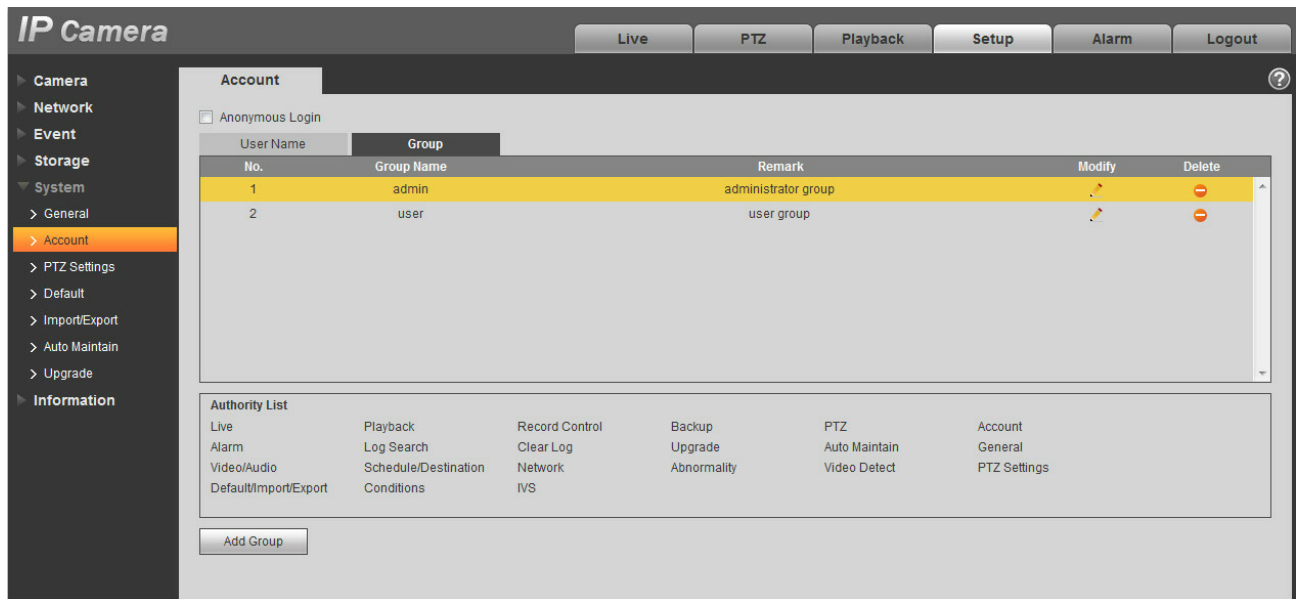 IP Camera
Live PTZ Playback Setup Alarm Logout
Camera
Network
Event
Storage
System
General
Account
PTZ Settings
Default
Import/Export
Auto Maintain
Upgrade
Information
Account
?
Anonymous Login
User Name Group
No. Group Name Remark Modify Delete
1 admin administrator group
2 user user group
Authority List
Live Playback Record Control Backup PTZ Account
Alarm Log Search Clear Log Upgrade Auto Maintain General
Video/Audio Schedule/Destination Network Abnormality Video Detect PTZ Settings
Default/Import/Export Conditions IVS
Add Group